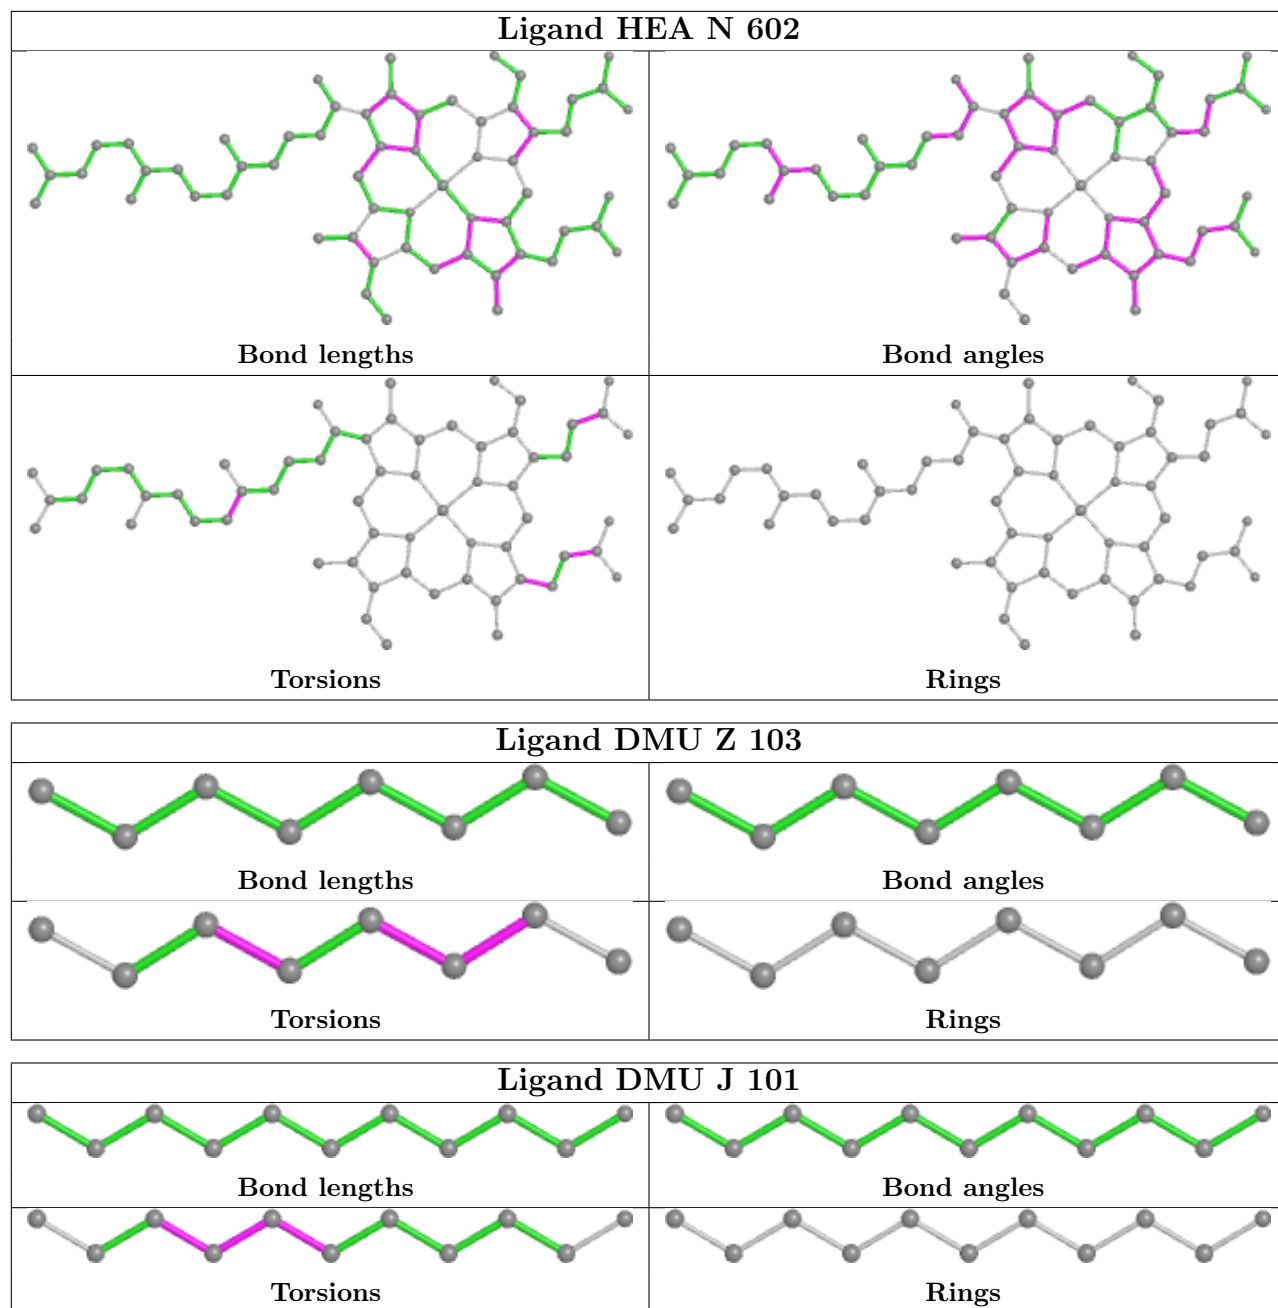 Ligand HEA N 602
Bond lengths
Bond angles
Torsions
Rings
Ligand DMU Z 103
Bond lengths
Bond angles
Torsions
Rings
Ligand DMU J 101
Bond lengths
Bond angles
Torsions
Rings